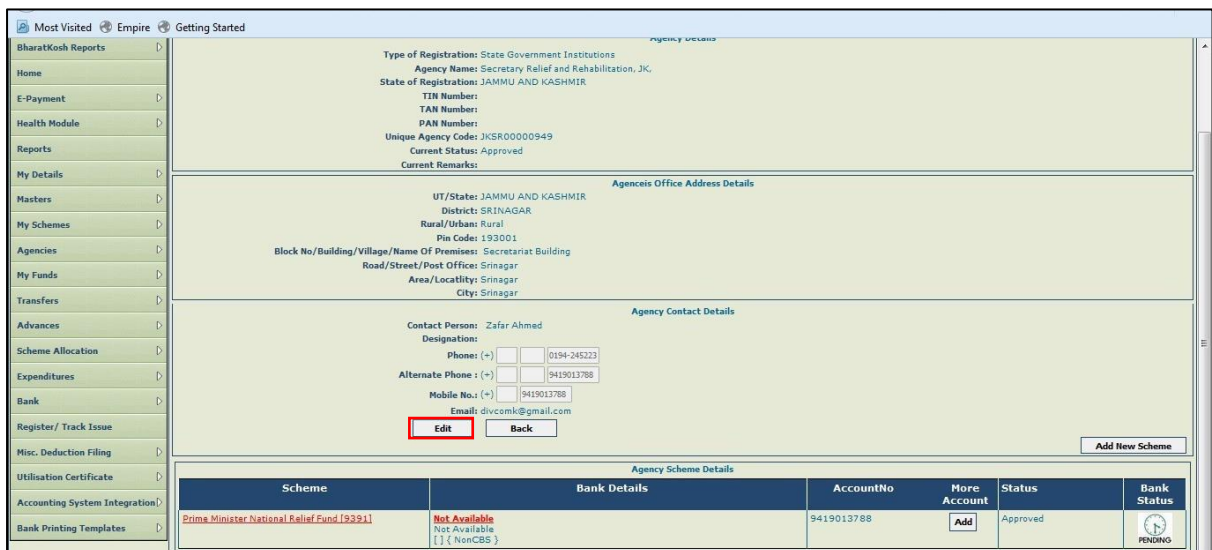 Most Visited Empire Getting Started
BharatKosh Reports
Home
E-Payment
Health Module
Reports
My Details
Masters
My Schemes
Agencies
My Funds
Transfers
Advances
Scheme Allocation
Expenditures
Bank
Register/ Track Issue
Misc. Deduction Filing
Utilisation Certificate
Accounting System Integration
Bank Printing Templates
Agency Details
Type of Registration: State Government Institutions
Agency Name: Secretary Relief and Rehabilitation, JK,
State of Registration: JAMMU AND KASHMIR
TIN Number:
TAN Number:
PAN Number:
Unique Agency Code: JKSR00000949
Current Status: Approved
Current Remarks:
Agenceis Office Address Details
UT/State: JAMMU AND KASHMIR
District: SRINAGAR
Rural/Urban: Rural
Pin Code: 193001
Block No/Building/Village/Name Of Premises: Secretariat Building
Road/Street/Post Office: Srinagar
Area/Locatlity: Srinagar
City: Srinagar
Agency Contact Details
Contact Person: Zafar Ahmed
Designation:
Phone: (+) 0194-245223
Alternate Phone : (+) 9419013788
Mobile No.: (+) 9419013788
Email: divcomk@gmail.com
Edit Back
Add New Scheme
Agency Scheme Details
Scheme Bank Details AccountNo More Account Status Bank Status
Prime Minister National Relief Fund [9391] Not Available 9419013788 Add Approved
Not Available
[ ] { NonCBS }
PENDING